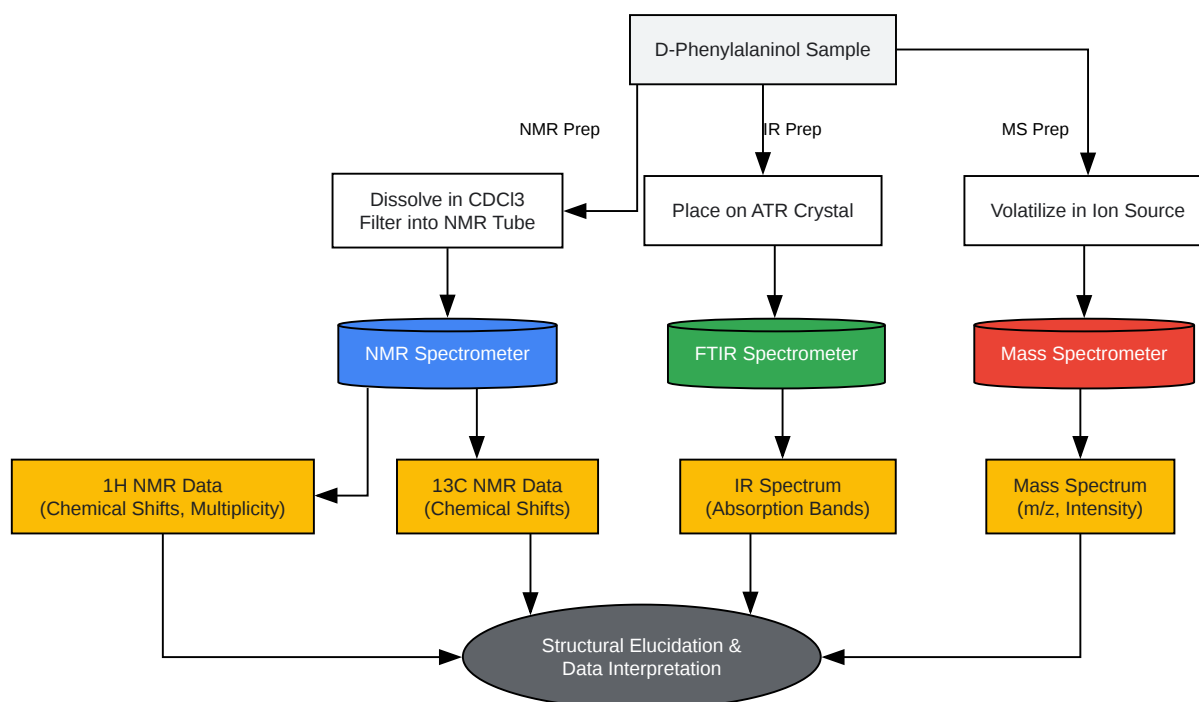 D-Phenylalaninol Sample
NMR Prep
IR Prep
MS Prep
Dissolve in CDCl3
Filter into NMR Tube
Place on ATR Crystal
Volatilize in Ion Source
NMR Spectrometer
FTIR Spectrometer
Mass Spectrometer
1H NMR Data
(Chemical Shifts, Multiplicity)
13C NMR Data
(Chemical Shifts)
IR Spectrum
(Absorption Bands)
Mass Spectrum
(m/z, Intensity)
Structural Elucidation &
Data Interpretation